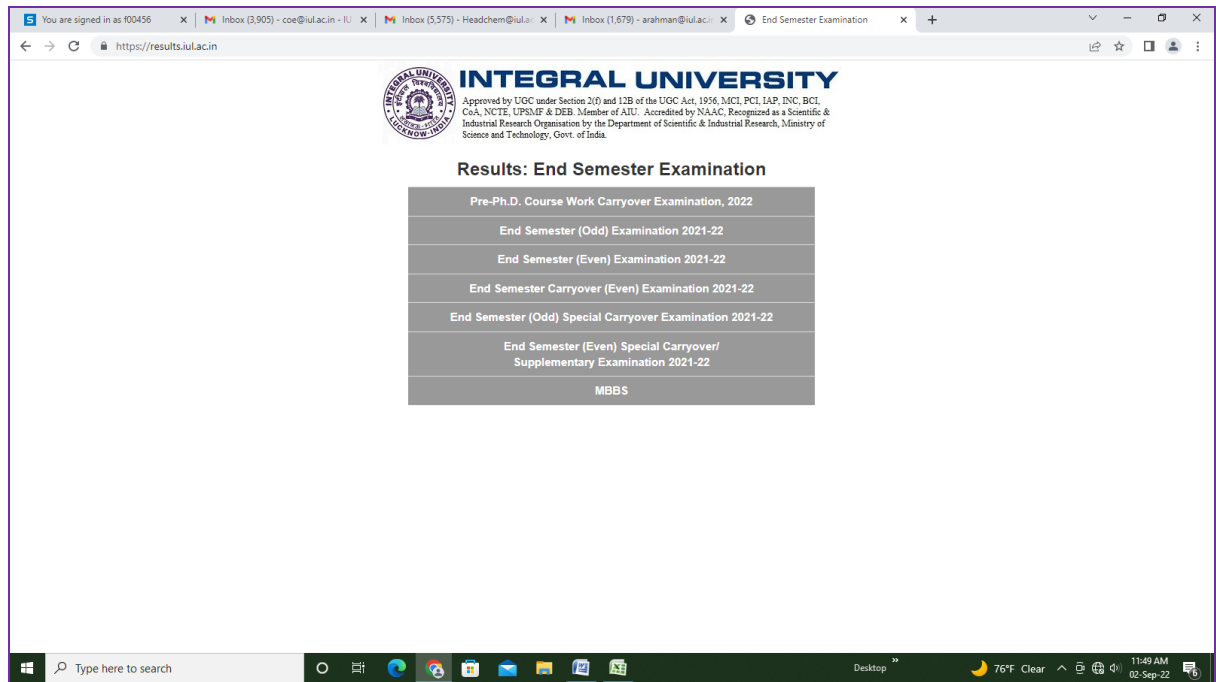 You are signed in as f00456
Inbox (3,905) - coe@iul.ac.in - IU
Inbox (5,575) - Headchem@iul.ac
Inbox (1,679) - arahman@iul.ac.in
End Semester Examination
https://results.iul.ac.in
INTEGRAL UNIVERSITY
Approved by UGC under Section 2(f) and 12B of the UGC Act, 1956, MCI, PCI, IAP, INC, BCI,
CoA, NCTE, UPSMF & DEB. Member of AIU. Accredited by NAAC, Recognized as a Scientific &
Industrial Research Organisation by the Department of Scientific & Industrial Research, Ministry of
Science and Technology, Govt. of India.
INTEGRAL UNIVERSITY
LUCKNOW-INDIA
Results: End Semester Examination
Pre-Ph.D. Course Work Carryover Examination, 2022
End Semester (Odd) Examination 2021-22
End Semester (Even) Examination 2021-22
End Semester Carryover (Even) Examination 2021-22
End Semester (Odd) Special Carryover Examination 2021-22
End Semester (Even) Special Carryover/
Supplementary Examination 2021-22
MBBS
Type here to search
Desktop
76°F Clear
11:49 AM
02-Sep-22
6